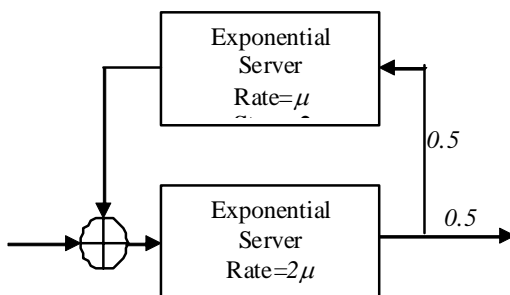 Exponential
Server
Rate=μ
0.5
Exponential
Server
Rate=2μ
0.5